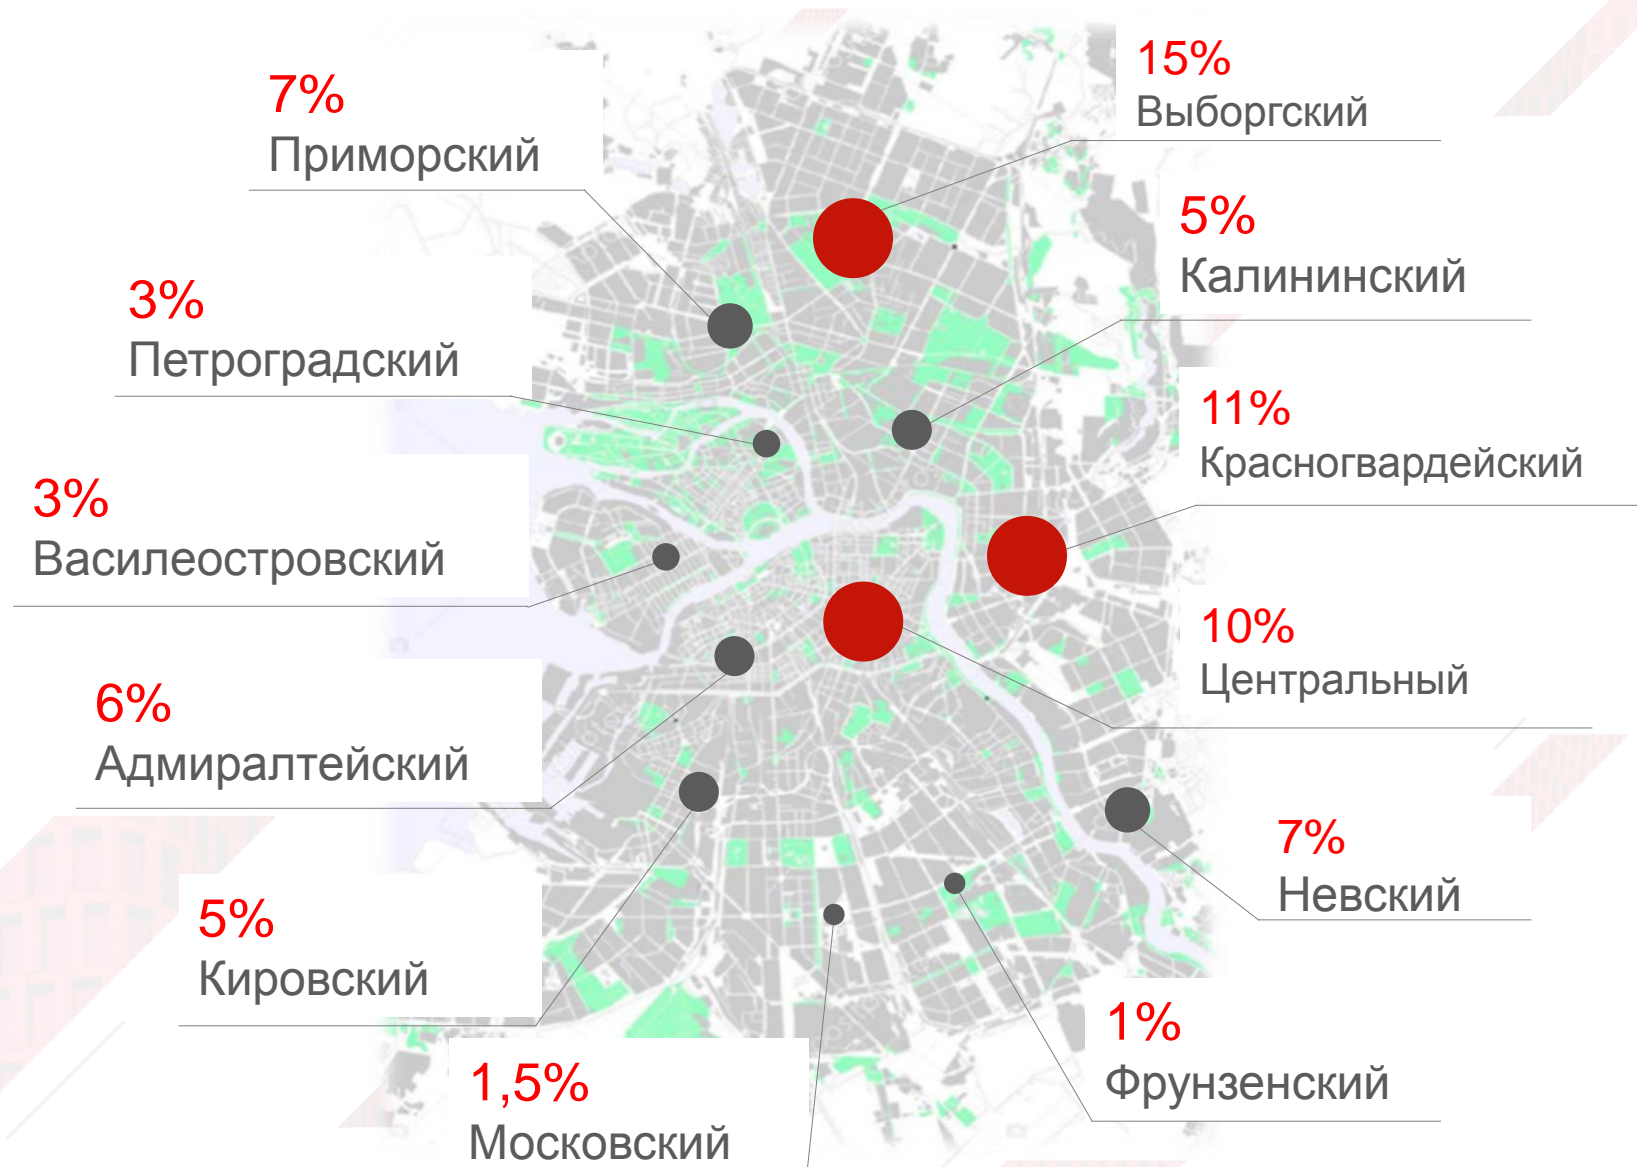 15%
Выборгский
7%
Приморский
5%
Калининский
3%
Петроградский
11%
Красногвардейский
3%
Василеостровский
10%
Центральный
6%
Адмиралтейский
7%
Невский
5%
Кировский
1%
Фрунзенский
1,5%
Московский